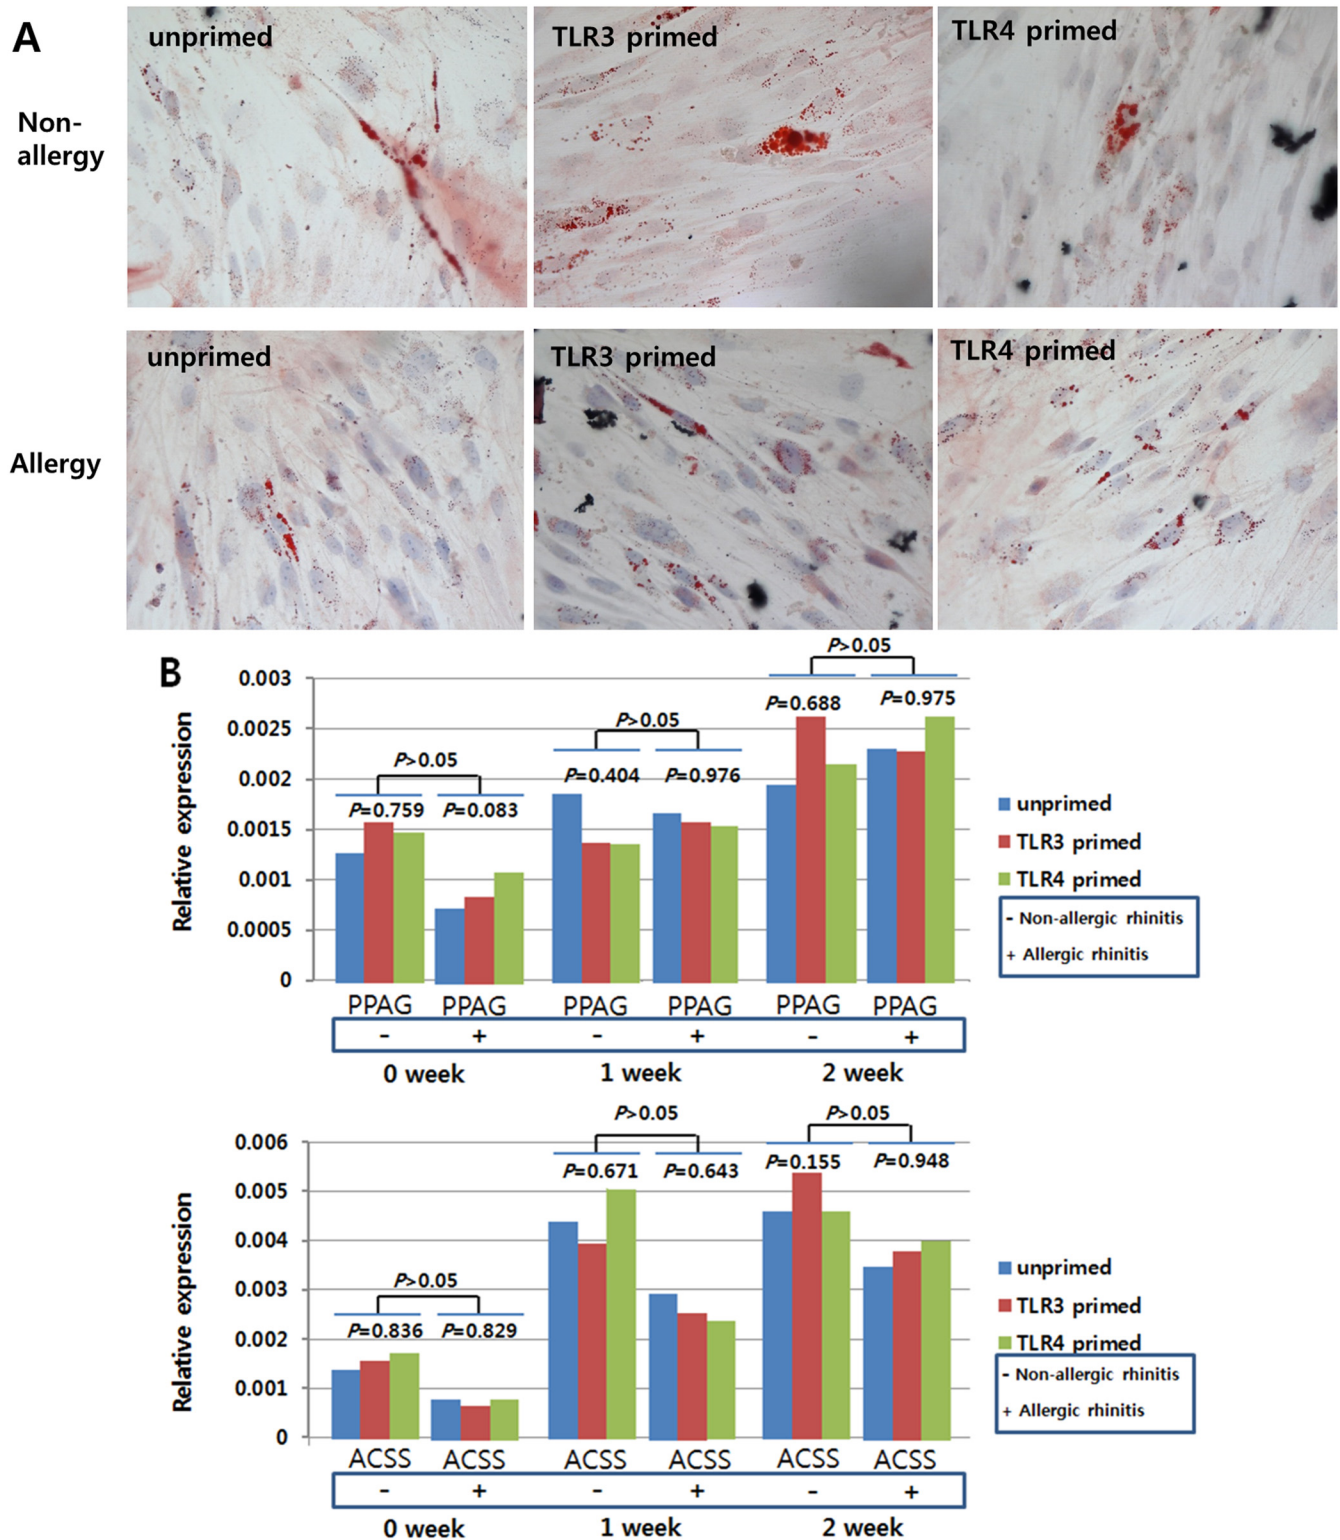 A
unprimed
TLR3 primed
TLR4 primed
Non-
allergy
unprimed
TLR3 primed
TLR4 primed
Allergy
B
Relative expression
0.003
0.0025
0.002
0.0015
0.001
0.0005
0
P>0.05
P=0.759
P=0.083
P>0.05
P=0.404
P=0.976
P>0.05
P=0.688
P=0.975
unprimed
TLR3 primed
TLR4 primed
- Non-allergic rhinitis
+ Allergic rhinitis
PPAG PPAG PPAG PPAG PPAG PPAG
- + - + - +
0 week 1 week 2 week
Relative expression
0.006
0.005
0.004
0.003
0.002
0.001
0
P>0.05
P=0.836
P=0.829
P>0.05
P=0.671
P=0.643
P>0.05
P=0.155
P=0.948
unprimed
TLR3 primed
TLR4 primed
- Non-allergic rhinitis
+ Allergic rhinitis
ACSS ACSS ACSS ACSS ACSS ACSS
- + - + - +
0 week 1 week 2 week